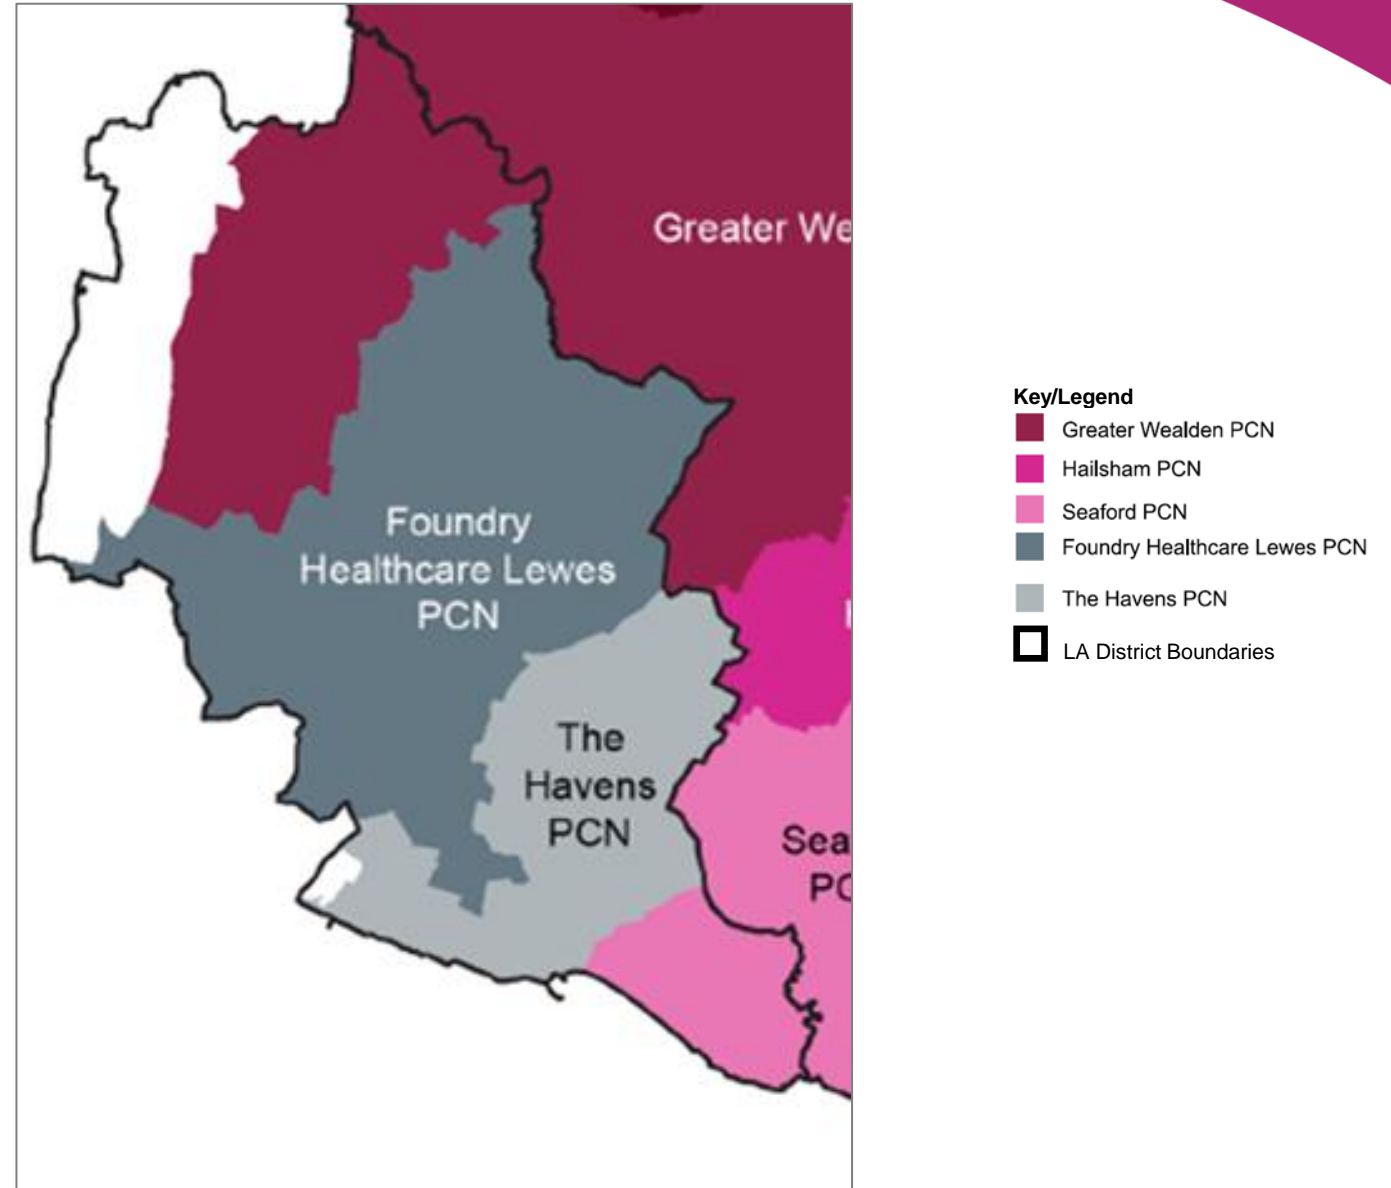 Greater We
Foundry
Healthcare Lewes
PCN
The
Havens
PCN
Sea
PC
Key/Legend
Greater Wealden PCN
Hailsham PCN
Seaford PCN
Foundry Healthcare Lewes PCN
The Havens PCN
LA District Boundaries